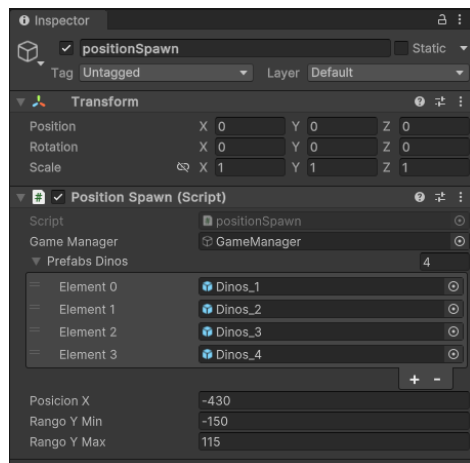 Inspector
positionSpawn Static
Tag Untagged Layer Default
Transform
Position X 0 Y 0 Z 0
Rotation X 0 Y 0 Z 0
Scale X 1 Y 1 Z 1
# Position Spawn (Script)
Script positionSpawn
Game Manager GameManager
Prefabs Dinos 4
Element 0 Dinos_1
Element 1 Dinos_2
Element 2 Dinos_3
Element 3 Dinos_4
+ -
Posicion X -430
Rango Y Min -150
Rango Y Max 115